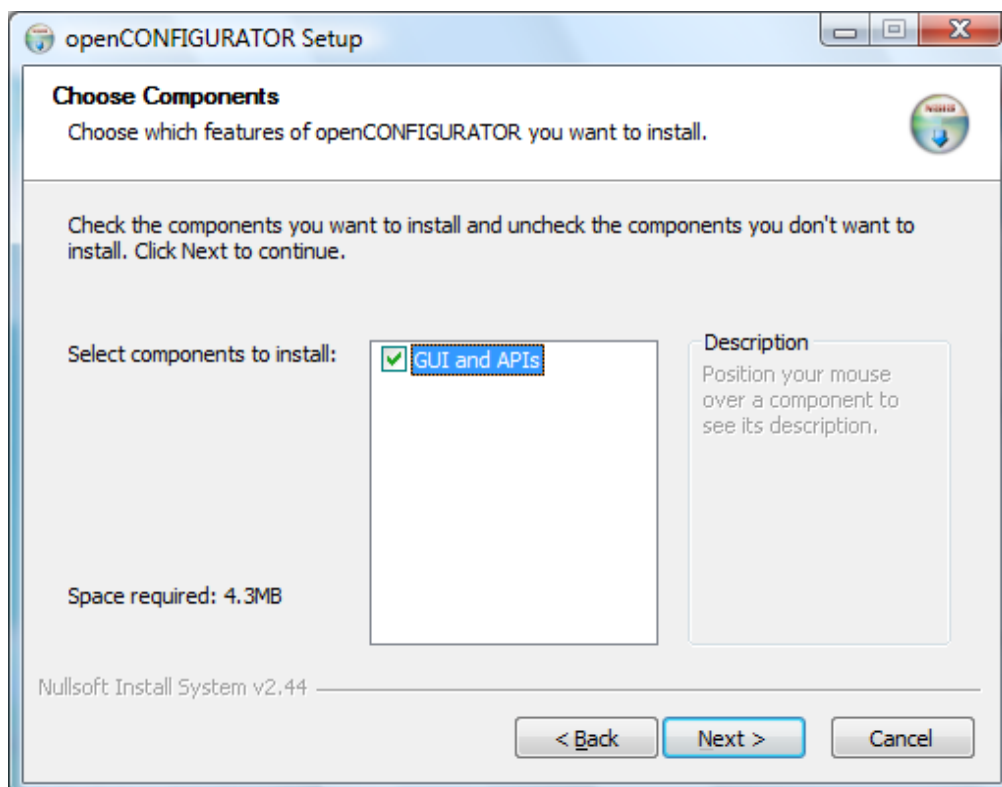 openCONFIGURATOR Setup
Choose Components
Choose which features of openCONFIGURATOR you want to install.
Check the components you want to install and uncheck the components you don't want to
install. Click Next to continue.
Select components to install:
GUI and APIs
Description
Position your mouse
over a component to
see its description.
Space required: 4.3MB
Nullsoft Install System v2.44
< Back
Next >
Cancel